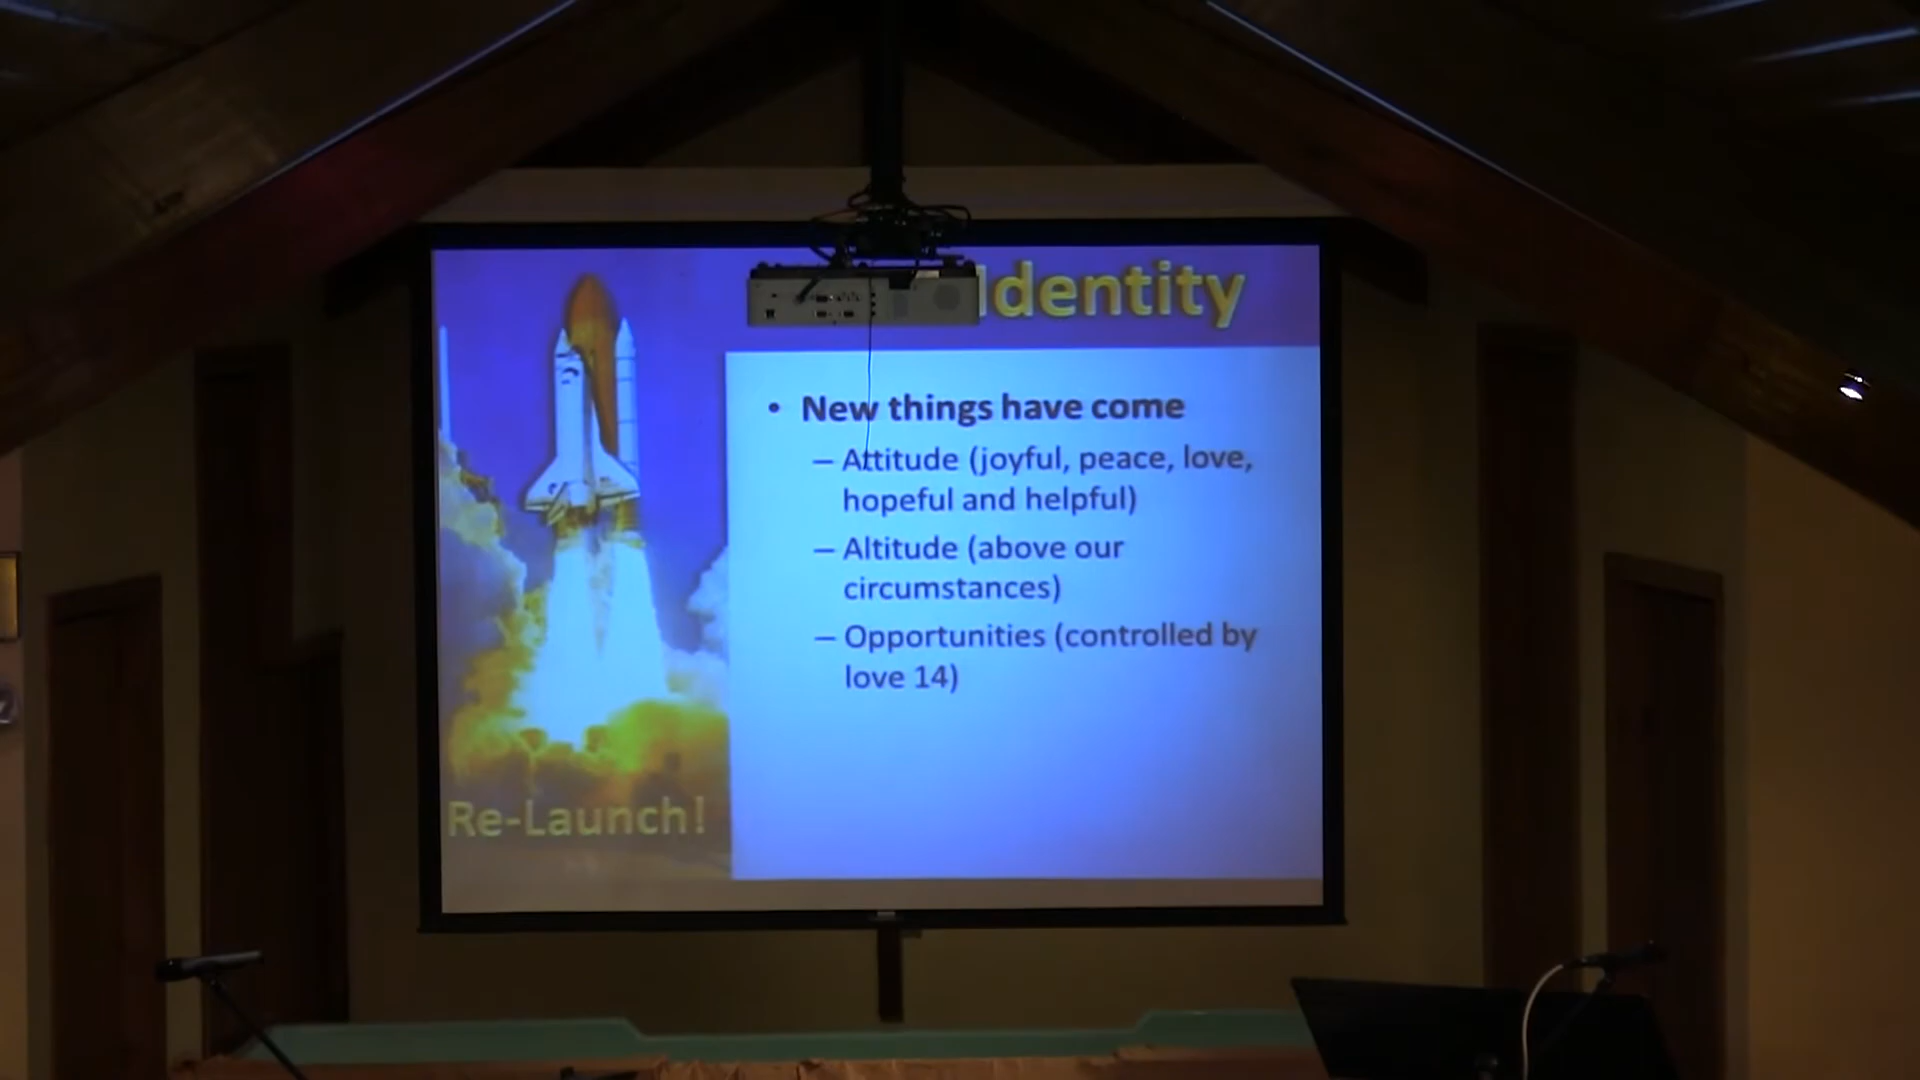 Identity
• New things have come
– Attitude (joyful, peace, love,
hopeful and helpful)
– Altitude (above our
circumstances)
– Opportunities (controlled by
love 14)
Re-Launch!